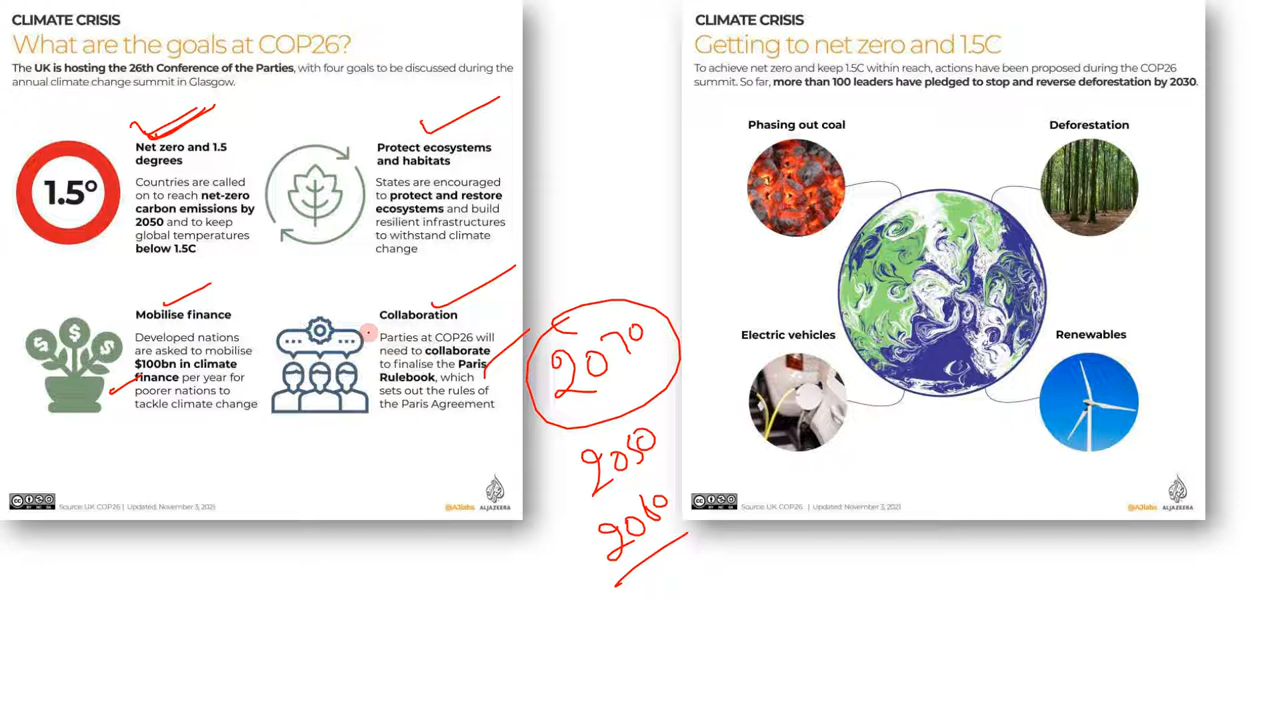 CLIMATE CRISIS
What are the goals at COP26?
The UK is hosting the 26th Conference of the Parties, with four goals to be discussed during the
annual climate change summit in Glasgow.
1.5°
Net zero and 1.5
degrees
Countries are called
on to reach net-zero
carbon emissions by
2050 and to keep
global temperatures
below 1.5C
Protect ecosystems
and habitats
States are encouraged
to protect and restore
ecosystems and build
resilient infrastructures
to withstand climate
change
Mobilise finance
Developed nations
are asked to mobilise
$100bn in climate
finance per year for
poorer nations to
tackle climate change
Collaboration
Parties at COP26 will
need to collaborate
to finalise the Paris
Rulebook, which
sets out the rules of
the Paris Agreement
Source: UK COP26 | Updated: November 3, 2021
@AJlabs ALJAZEERA
2070
2050
2060
CLIMATE CRISIS
Getting to net zero and 1.5C
To achieve net zero and keep 1.5C within reach, actions have been proposed during the COP26
summit. So far, more than 100 leaders have pledged to stop and reverse deforestation by 2030.
Phasing out coal
Deforestation
Electric vehicles
Renewables
Source: UK COP26 | Updated: November 3, 2021
@AJlabs ALJAZEERA